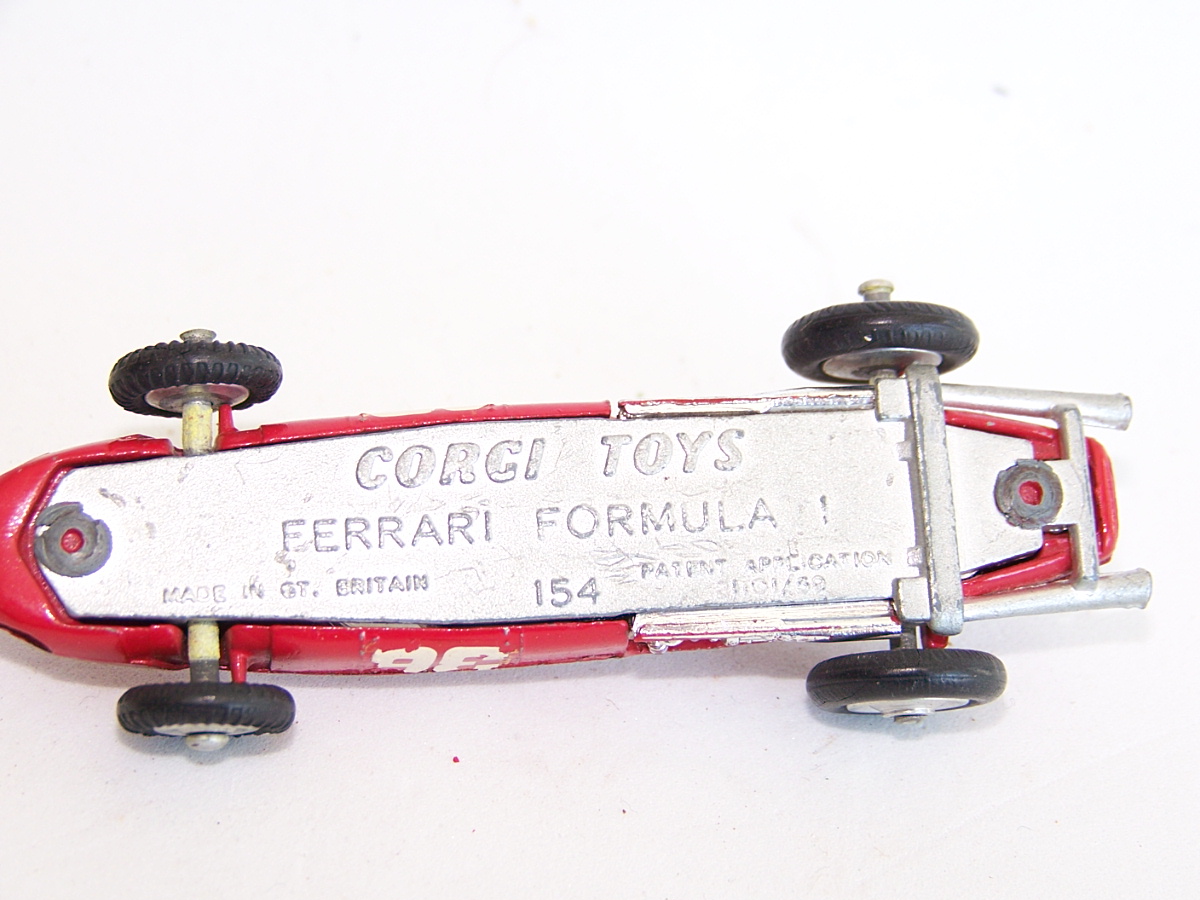 CORGI TOYS
FERRARI FORMULA 1
MADE IN GT. BRITAIN
154
PATENT APPLICATION